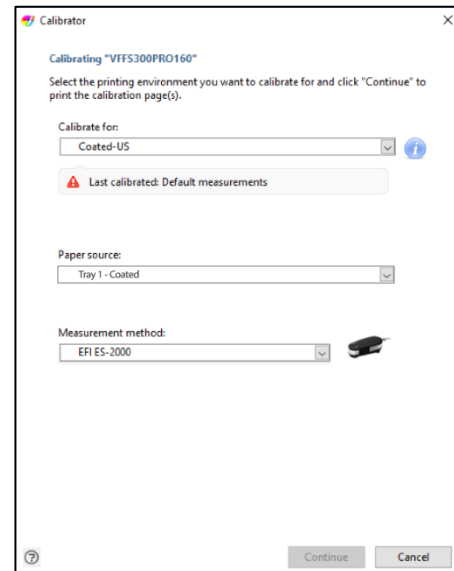 Calibrator
Calibrating "VFFS300PRO160"
Select the printing environment you want to calibrate for and click "Continue" to
print the calibration page(s).
Calibrate for:
Coated-US
Last calibrated: Default measurements
Paper source:
Tray 1 - Coated
Measurement method:
EFI ES-2000
Continue
Cancel